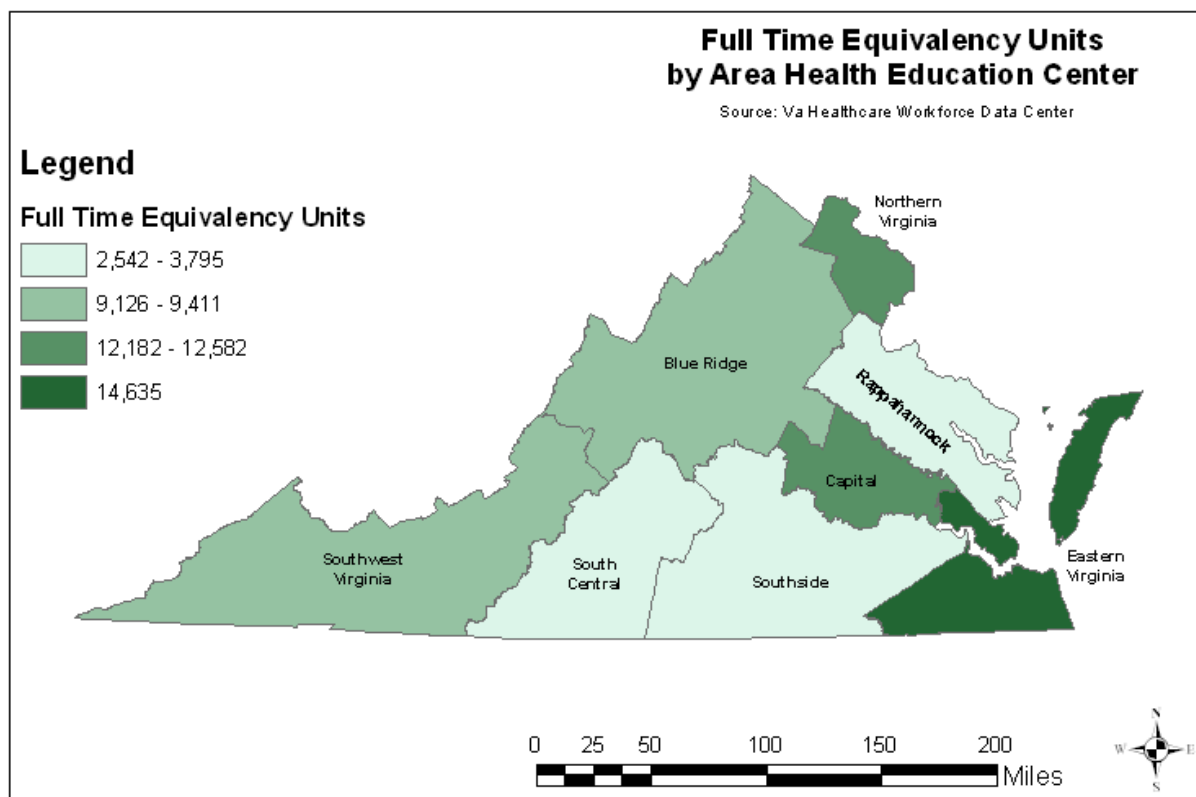 Full Time Equivalency Units
by Area Health Education Center
Source: Va Healthcare Workforce Data Center
Legend
Full Time Equivalency Units
2,542 - 3,795
9,126 - 9,411
12,182 - 12,582
14,635
Northern
Virginia
Blue Ridge
Rappahannock
Capital
Southwest
Virginia
South
Central
Southside
Eastern
Virginia
0 25 50 100 150 200
Miles
N
W E
S